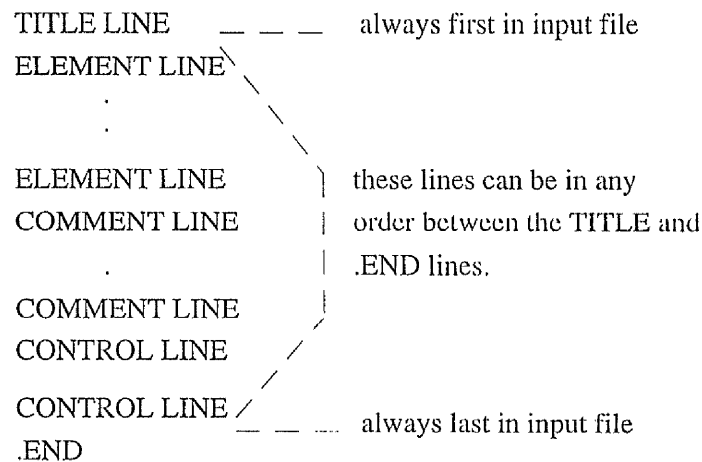 TITLE LINE — — — always first in input file
ELEMENT LINE
.
.
ELEMENT LINE these lines can be in any
COMMENT LINE order between the TITLE and
. .END lines.
COMMENT LINE
CONTROL LINE
CONTROL LINE — — — always last in input file
.END